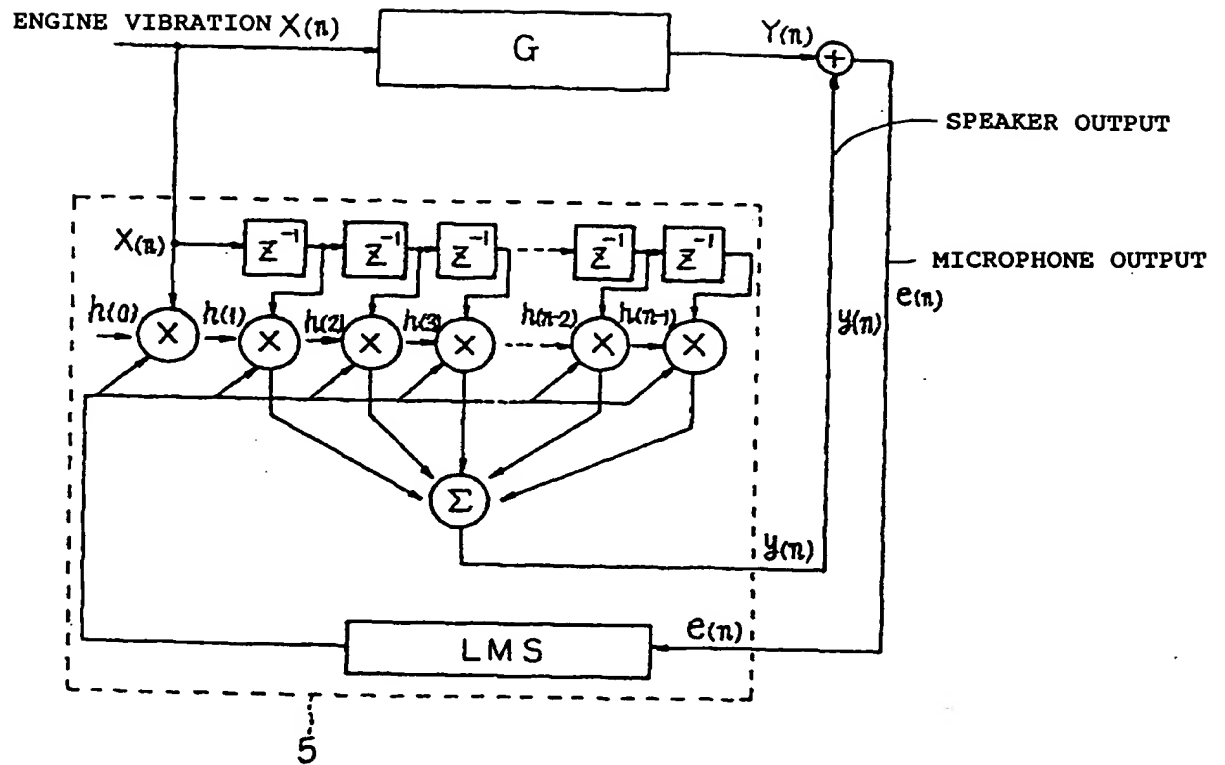 ENGINE VIBRATION X(n)
G
Y(n)
+
SPEAKER OUTPUT
X(n)
Z⁻¹ Z⁻¹ Z⁻¹ Z⁻¹ Z⁻¹
MICROPHONE OUTPUT
e(n)
h(0) × h(1) × h(2) × h(3) × h(n-2) × h(n-1) ×
y(n)
Σ
y(n)
e(n)
LMS
5